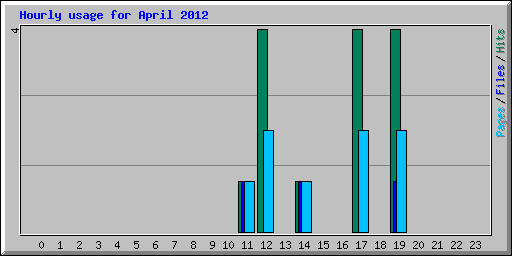 Hourly usage for April 2012
4
Pages/Files/Hits
0 1 2 3 4 5 6 7 8 9 10 11 12 13 14 15 16 17 18 19 20 21 22 23